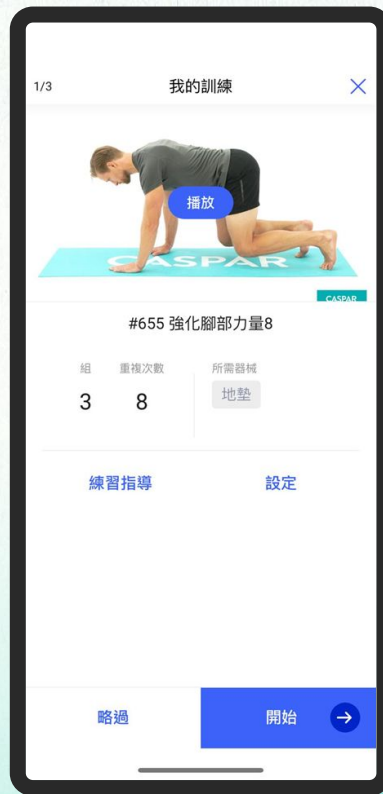 1/3
我的訓練
播放
CASPAR
CASPAR
#655 強化腳部力量8
組
重複次數
所需器械
3
8
地墊
練習指導
設定
略過
開始